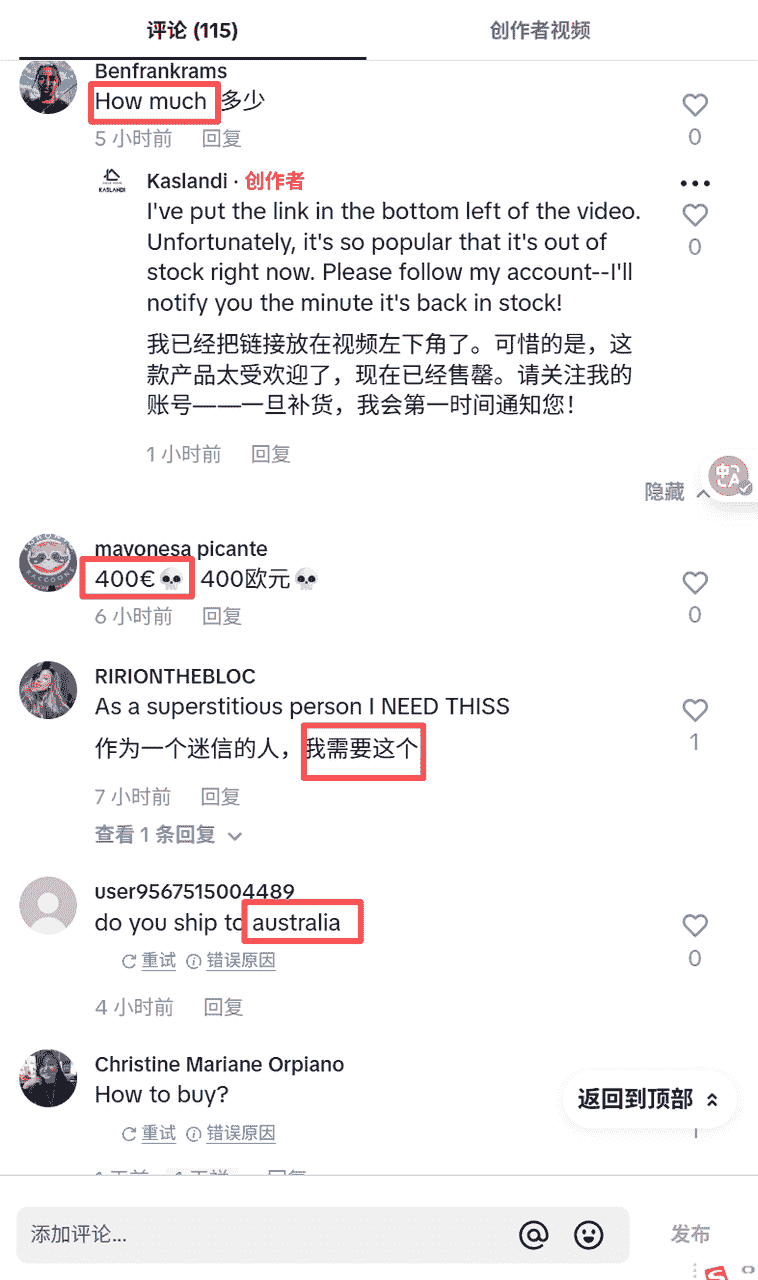 评论 (115)
创作者视频
Benfrankrams
How much 多少
5 小时前 回复
0
KASLANDI
Kaslandi · 创作者
I've put the link in the bottom left of the video.
Unfortunately, it's so popular that it's out of
stock right now. Please follow my account--I'll
notify you the minute it's back in stock!
0
我已经把链接放在视频左下角了。可惜的是，这
款产品太受欢迎了，现在已经售罄。请关注我的
账号——一旦补货，我会第一时间通知您！
1 小时前 回复
隐藏
mayonesa picante
400€💀 400欧元💀
6 小时前 回复
0
RIRIONTHEBLOC
As a superstitious person I NEED THISS
作为一个迷信的人，我需要这个
1
7 小时前 回复
查看 1 条回复
user9567515004489
do you ship to australia
重试 错误原因
0
4 小时前 回复
Christine Mariane Orpiano
How to buy?
返回到顶部
重试 错误原因
添加评论...
发布